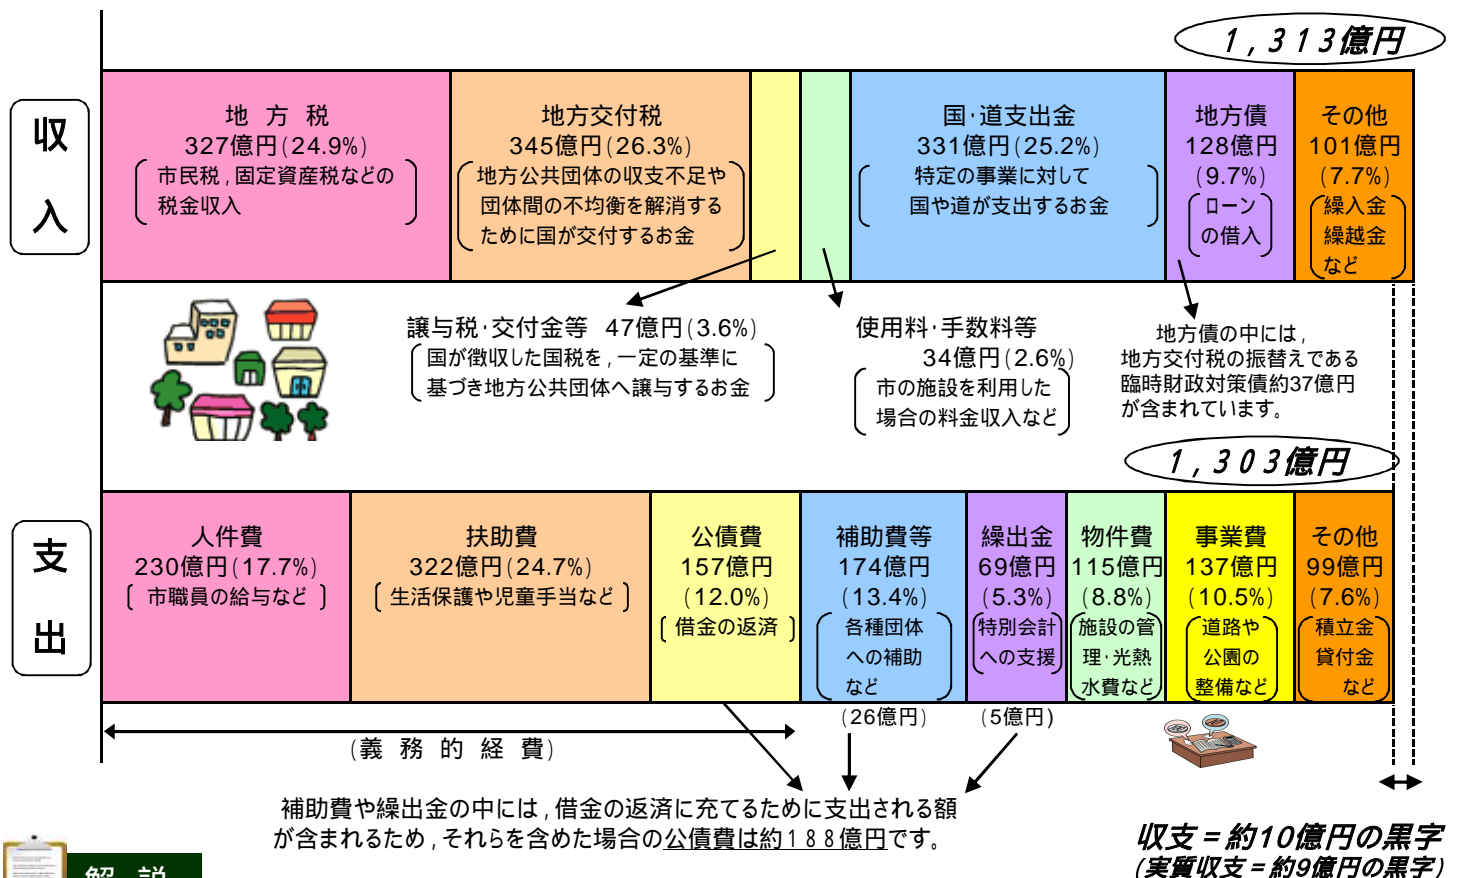 1,313億円
収入
地方税
327億円(24.9%)
市民税,固定資産税などの
税金収入
地方交付税
345億円(26.3%)
地方公共団体の収支不足や
団体間の不均衡を解消する
ために国が交付するお金
国・道支出金
331億円(25.2%)
特定の事業に対して
国や道が支出するお金
地方債
128億円
(9.7%)
ローン
の借入
その他
101億円
(7.7%)
繰入金
繰越金
など
譲与税・交付金等 47億円(3.6%)
国が徴収した国税を,一定の基準に
基づき地方公共団体へ譲与するお金
使用料・手数料等
34億円(2.6%)
市の施設を利用した
場合の料金収入など
地方債の中には,
地方交付税の振替えである
臨時財政対策債約37億円
が含まれています。
1,303億円
支出
人件費
230億円(17.7%)
市職員の給与など
扶助費
322億円(24.7%)
生活保護や児童手当など
公債費
157億円
(12.0%)
借金の返済
補助費等
174億円
(13.4%)
各種団体
への補助
など
(26億円)
繰出金
69億円
(5.3%)
特別会計
への支援
(5億円)
物件費
115億円
(8.8%)
施設の管
理・光熱
水費など
事業費
137億円
(10.5%)
道路や
公園の
整備など
その他
99億円
(7.6%)
積立金
貸付金
など
(義務的経費)
補助費や繰出金の中には,借金の返済に充てるために支出される額
が含まれるため,それらを含めた場合の公債費は約188億円です。
収支=約10億円の黒字
(実質収支=約9億円の黒字)
解説